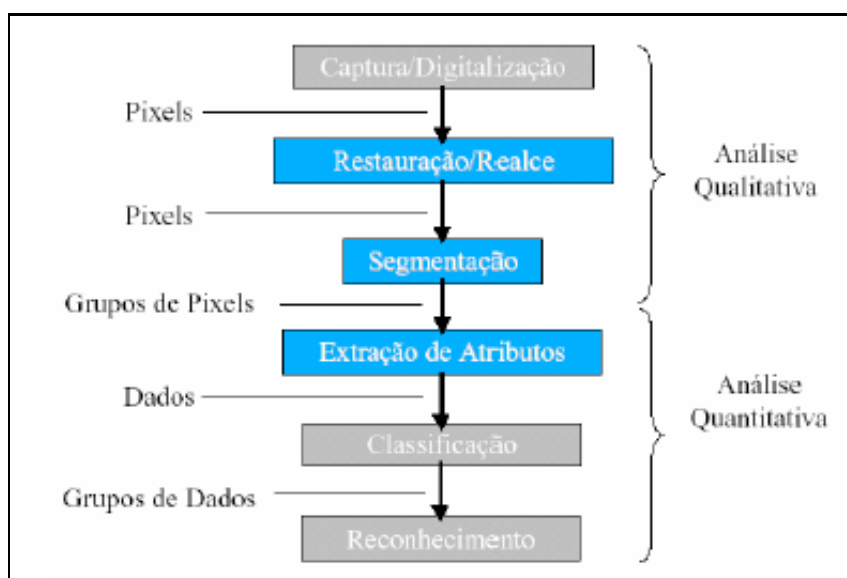 Captura/Digitalização
Pixels
Restauração/Realce
Análise
Qualitativa
Pixels
Segmentação
Grupos de Pixels
Extração de Atributos
Dados
Análise
Quantitativa
Classificação
Grupos de Dados
Reconhecimento